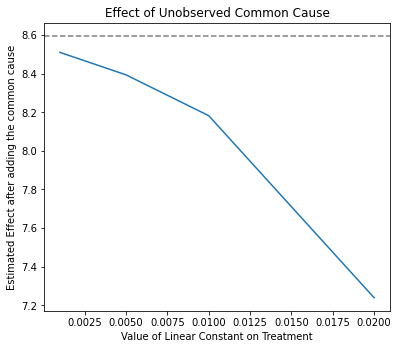 Effect of Unobserved Common Cause
Estimated Effect after adding the common cause
8.6
8.4
8.2
8.0
7.8
7.6
7.4
7.2
0.0025 0.0050 0.0075 0.0100 0.0125 0.0150 0.0175 0.0200
Value of Linear Constant on Treatment